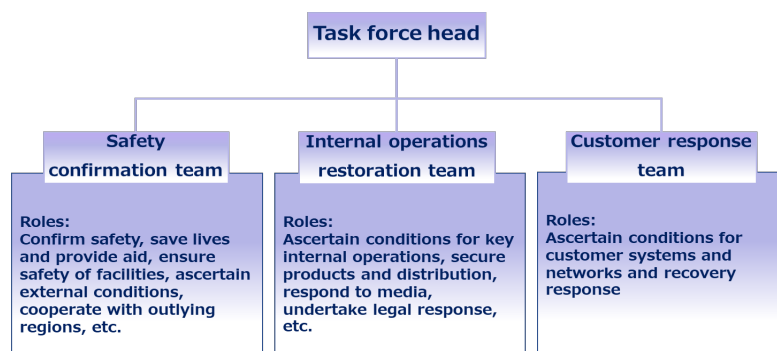 Task force head
Safety
confirmation team
Roles:
Confirm safety, save lives
and provide aid, ensure
safety of facilities, ascertain
external conditions,
cooperate with outlying
regions, etc.
Internal operations
restoration team
Roles:
Ascertain conditions for key
internal operations, secure
products and distribution,
respond to media,
undertake legal response,
etc.
Customer response
team
Roles:
Ascertain conditions for
customer systems and
networks and recovery
response